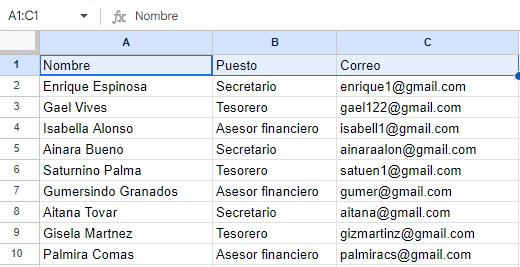 A1:C1 fx Nombre
A B C
1 Nombre Puesto Correo
2 Enrique Espinosa Secretario enrique1@gmail.com
3 Gael Vives Tesorero gael122@gmail.com
4 Isabella Alonso Asesor financiero isabell1@gmail.com
5 Ainara Bueno Secretario ainaraalon@gmail.com
6 Saturnino Palma Tesorero satuen1@gmail.com
7 Gumersindo Granados Asesor financiero gumer@gmail.com
8 Aitana Tovar Secretario aitana@gmail.com
9 Gisela Martnez Tesorero gizmartinz@gmail.com
10 Palmira Comas Asesor financiero palmiracs@gmail.com